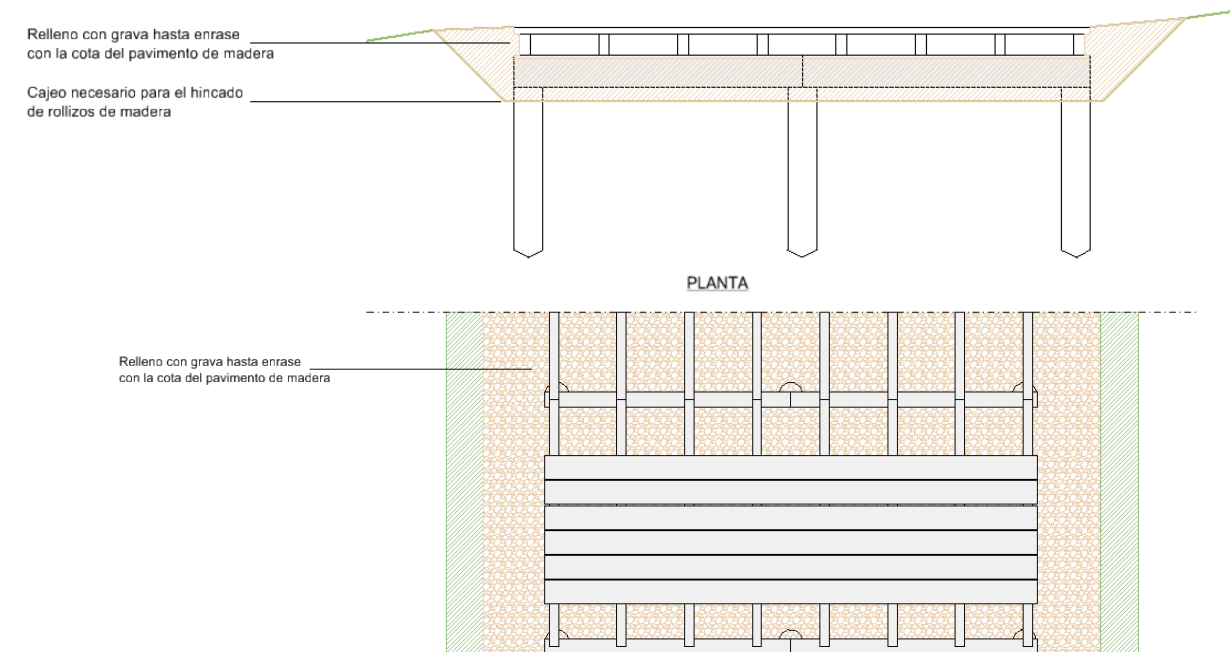 Relleno con grava hasta enrase
con la cota del pavimento de madera
Cajeo necesario para el hincado
de rollizos de madera
PLANTA
Relleno con grava hasta enrase
con la cota del pavimento de madera